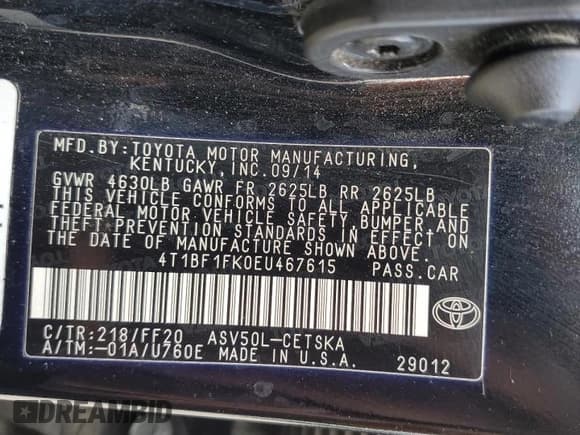 MFD.BY:TOYOTA MOTOR MANUFACTURING,
KENTUCKY, INC. 09/14
GVWR 4630LB GAWR FR 2625LB RR 2625LB
THIS VEHICLE CONFORMS TO ALL APPLICABLE
FEDERAL MOTOR VEHICLE SAFETY, BUMPER, AND
THEFT PREVENTION STANDARDS IN EFFECT ON
THE DATE OF MANUFACTURE SHOWN ABOVE.
4T1BF1FK0EU467615 PASS.CAR
C/TR:218/FF20 ASV50L-CETSKA
A/TM:-01A/U760E MADE IN U.S.A. 29012
DREAMBID